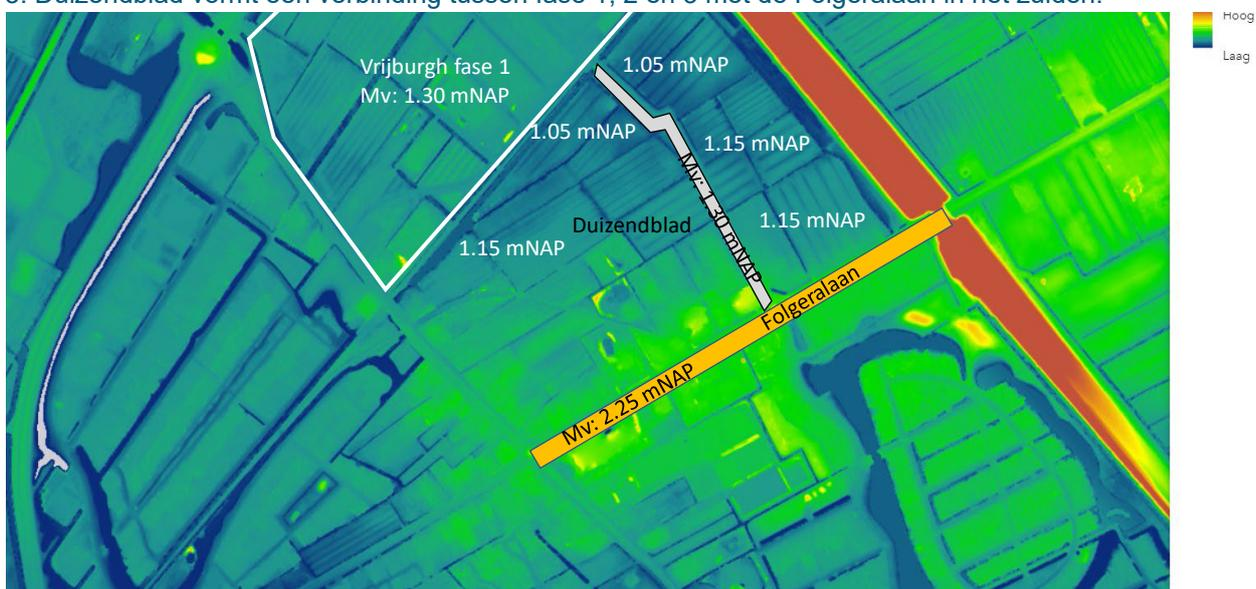 3. Duizendblad vormt een verbinding tussen fase 1, 2 en 3 met de Folgeralaan in het zuiden.
Hoog
Laag
Vrijburgh fase 1
Mv: 1.30 mNAP
1.05 mNAP
1.05 mNAP
1.15 mNAP
Mv: 1.30 mNAP
Duizendblad
1.15 mNAP
1.15 mNAP
Folgeralaan
Mv: 2.25 mNAP